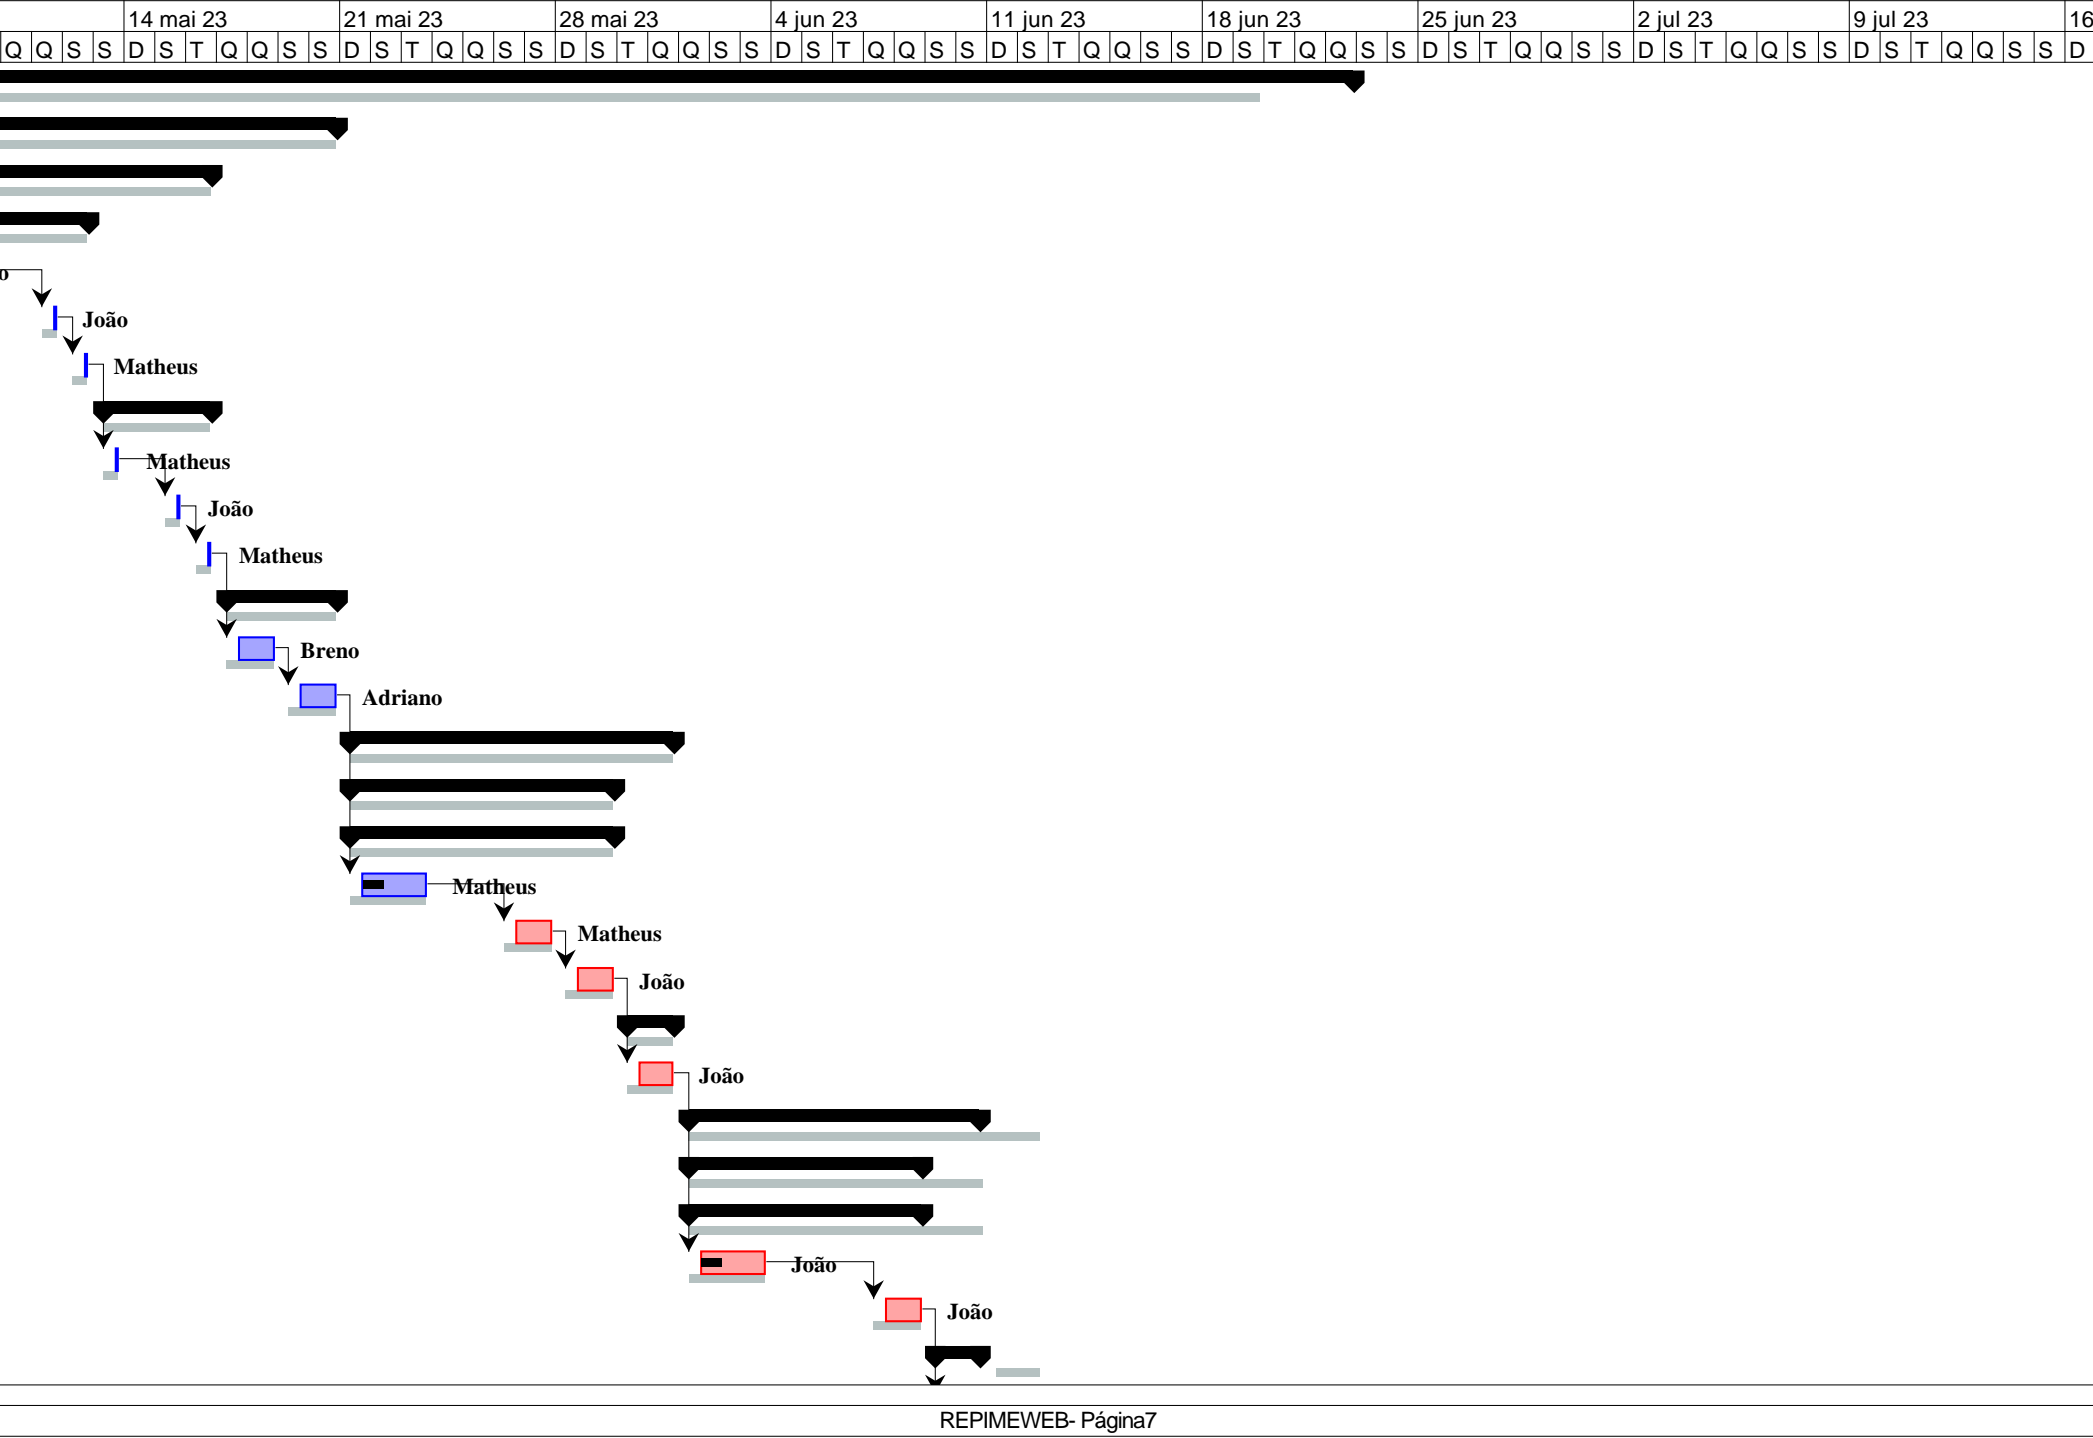 14 mai 23 21 mai 23 28 mai 23 4 jun 23 11 jun 23 18 jun 23 25 jun 23 2 jul 23 9 jul 23 16
Q Q S S D S T Q Q S S D S T Q Q S S D S T Q Q S S D S T Q Q S S D S T Q Q S S D S T Q Q S S D S T Q Q S S D S T Q Q S S D S T Q Q S S D
o
João
Matheus
Matheus
João
Matheus
Breno
Adriano
Matheus
Matheus
João
João
João
João
REPIMEWEB- Página7